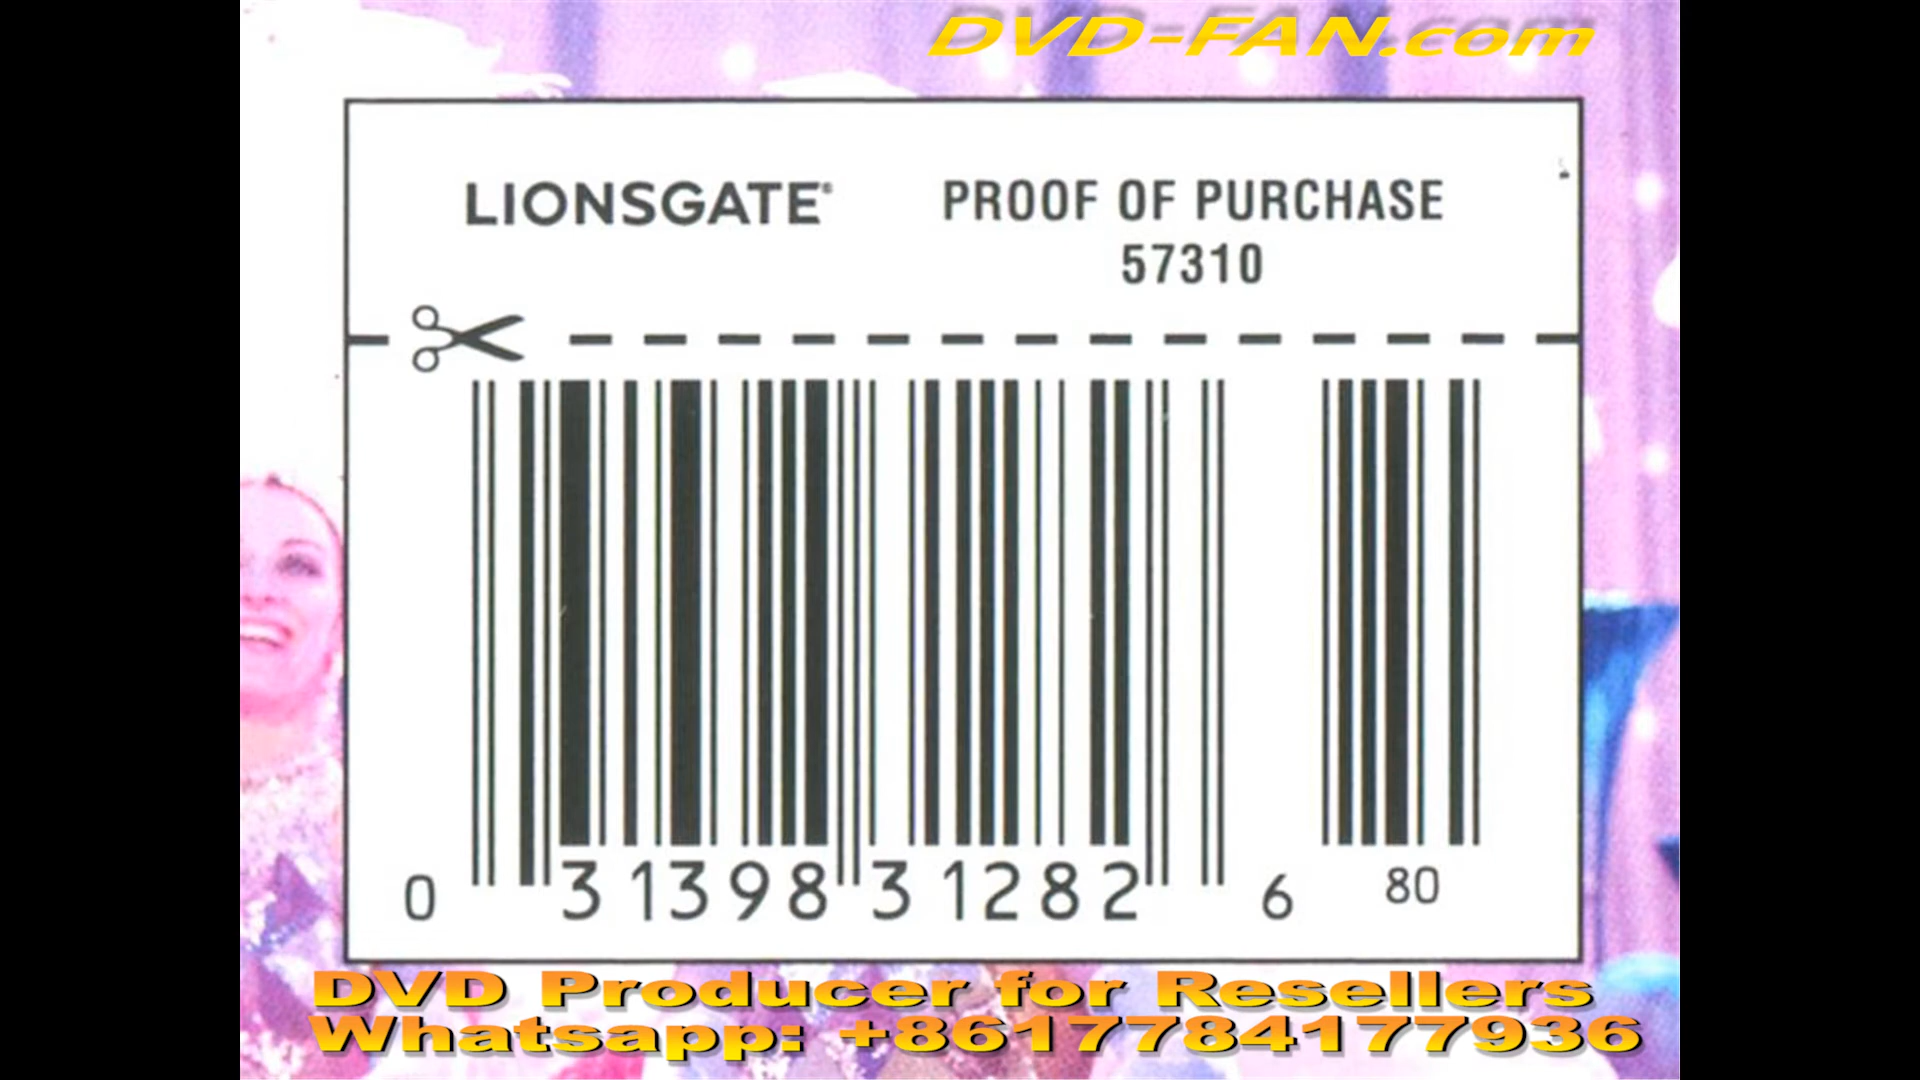 DVD-FAN.com
LIONSGATE®
PROOF OF PURCHASE
57310
0 31398 31282 6 80
DVD Producer for Resellers
Whatsapp: +8617784177936